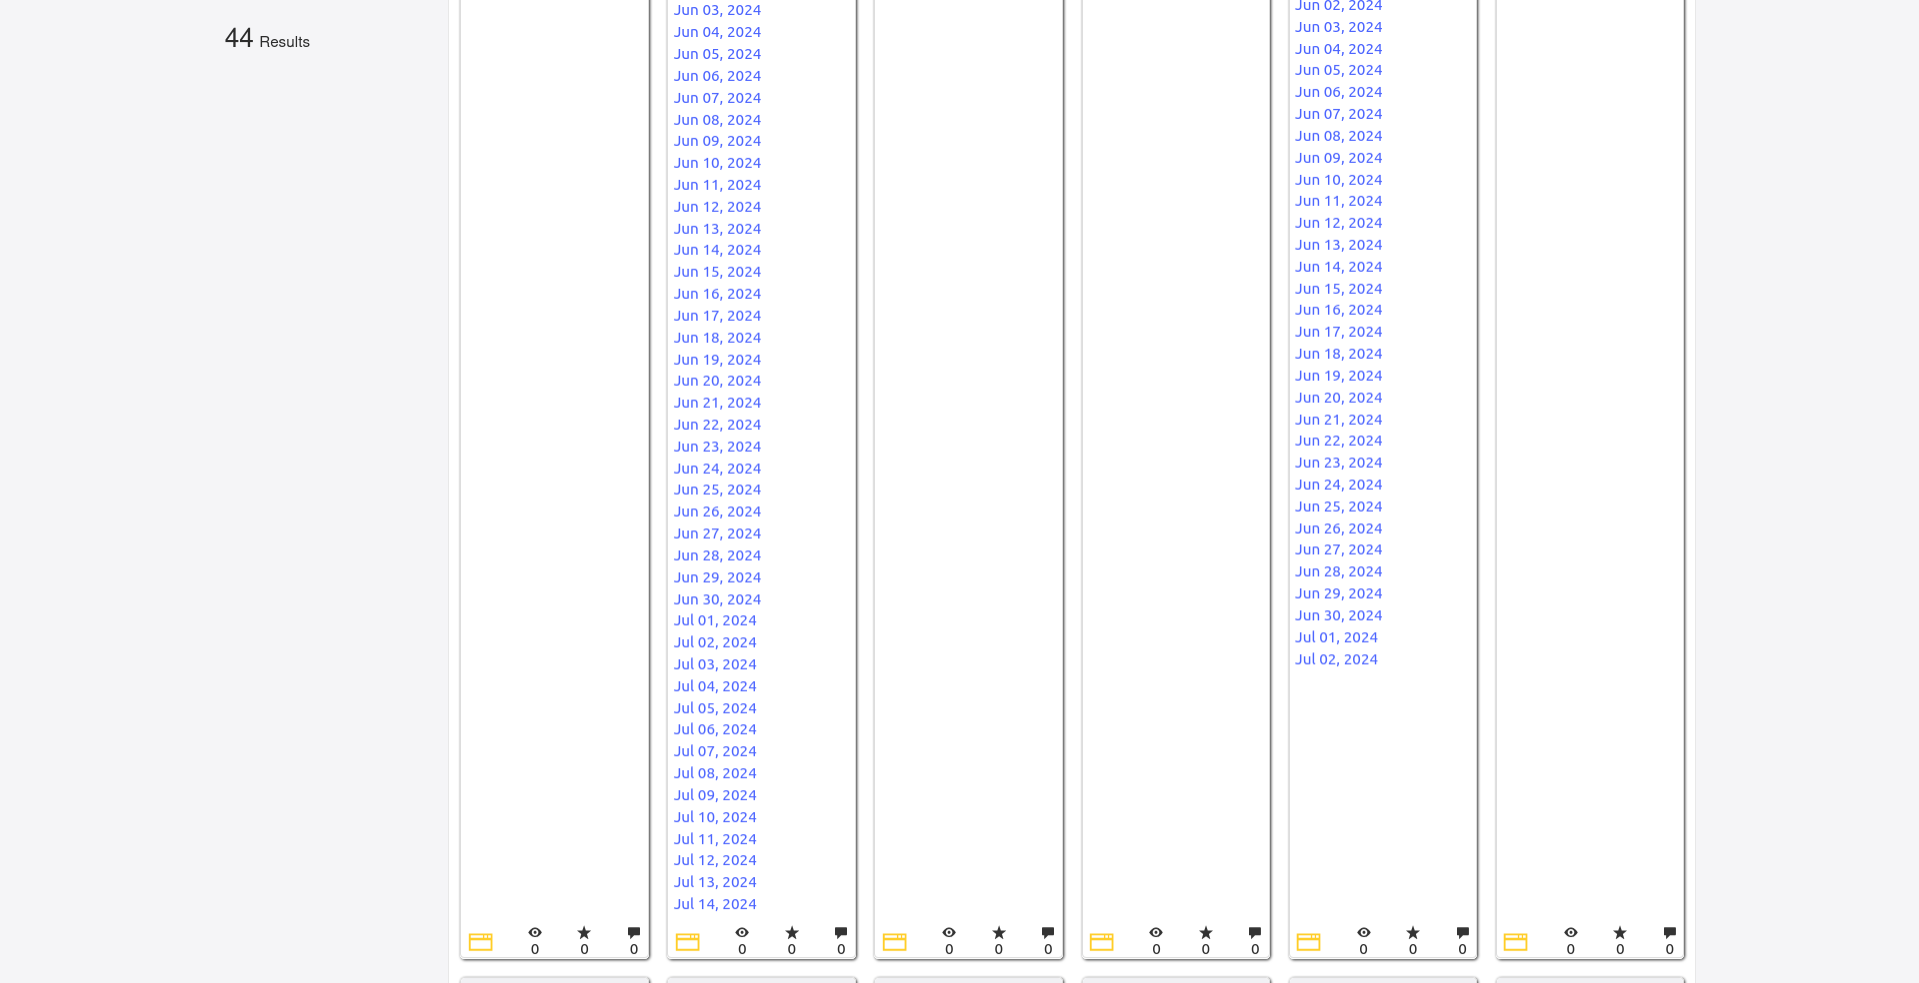 44 Results
Jun 03, 2024
Jun 04, 2024
Jun 05, 2024
Jun 06, 2024
Jun 07, 2024
Jun 08, 2024
Jun 09, 2024
Jun 10, 2024
Jun 11, 2024
Jun 12, 2024
Jun 13, 2024
Jun 14, 2024
Jun 15, 2024
Jun 16, 2024
Jun 17, 2024
Jun 18, 2024
Jun 19, 2024
Jun 20, 2024
Jun 21, 2024
Jun 22, 2024
Jun 23, 2024
Jun 24, 2024
Jun 25, 2024
Jun 26, 2024
Jun 27, 2024
Jun 28, 2024
Jun 29, 2024
Jun 30, 2024
Jul 01, 2024
Jul 02, 2024
Jul 03, 2024
Jul 04, 2024
Jul 05, 2024
Jul 06, 2024
Jul 07, 2024
Jul 08, 2024
Jul 09, 2024
Jul 10, 2024
Jul 11, 2024
Jul 12, 2024
Jul 13, 2024
Jul 14, 2024
Jun 02, 2024
Jun 03, 2024
Jun 04, 2024
Jun 05, 2024
Jun 06, 2024
Jun 07, 2024
Jun 08, 2024
Jun 09, 2024
Jun 10, 2024
Jun 11, 2024
Jun 12, 2024
Jun 13, 2024
Jun 14, 2024
Jun 15, 2024
Jun 16, 2024
Jun 17, 2024
Jun 18, 2024
Jun 19, 2024
Jun 20, 2024
Jun 21, 2024
Jun 22, 2024
Jun 23, 2024
Jun 24, 2024
Jun 25, 2024
Jun 26, 2024
Jun 27, 2024
Jun 28, 2024
Jun 29, 2024
Jun 30, 2024
Jul 01, 2024
Jul 02, 2024
0 0 0 0 0 0 0 0 0 0 0 0 0 0 0 0 0 0